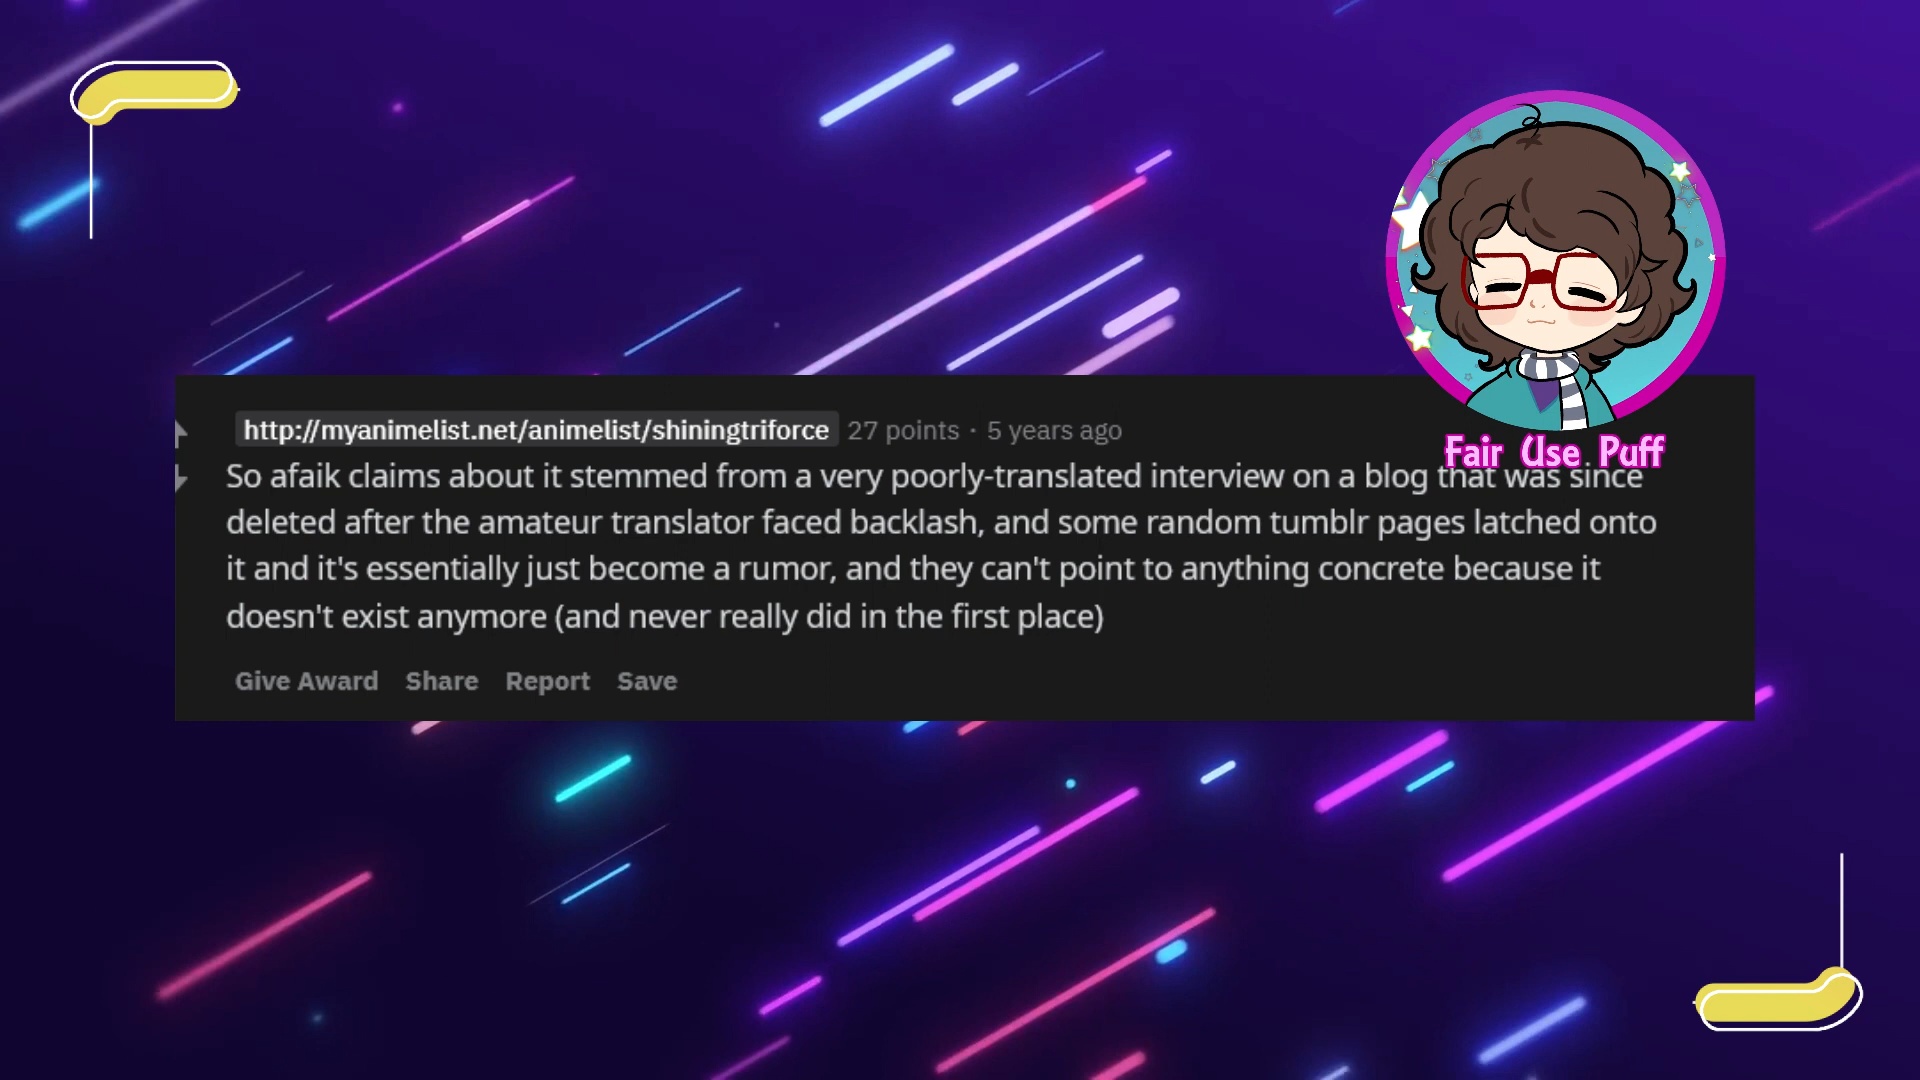 http://myanimelist.net/animelist/shiningtriforce 27 points · 5 years ago
Fair Use Puff
So afaik claims about it stemmed from a very poorly-translated interview on a blog that was since
deleted after the amateur translator faced backlash, and some random tumblr pages latched onto
it and it's essentially just become a rumor, and they can't point to anything concrete because it
doesn't exist anymore (and never really did in the first place)
Give Award Share Report Save